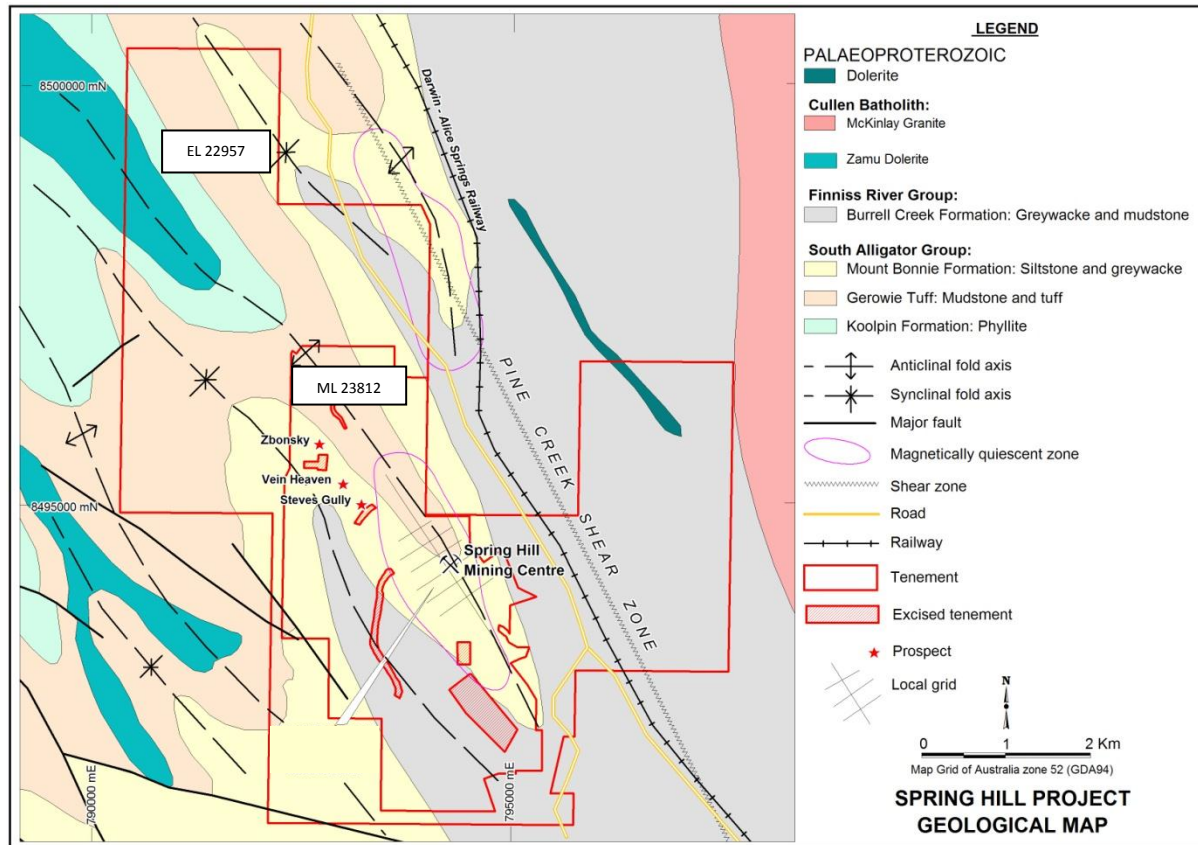 8500000 mN
EL 22957
Darwin - Alice Springs Railway
ML 23812
Zbonsky
Vein Heaven
Steves Gully
8495000 mN
Spring Hill
Mining Centre
PINE CREEK SHEAR ZONE
790000 mE
795000 mE
LEGEND
PALAEOPROTEROZOIC
Dolerite
Cullen Batholith:
McKinlay Granite
Zamu Dolerite
Finniss River Group:
Burrell Creek Formation: Greywacke and mudstone
South Alligator Group:
Mount Bonnie Formation: Siltstone and greywacke
Gerowie Tuff: Mudstone and tuff
Koolpin Formation: Phyllite
Anticlinal fold axis
Synclinal fold axis
Major fault
Magnetically quiescent zone
Shear zone
Road
Railway
Tenement
Excised tenement
Prospect
Local grid
N
0 1 2 Km
Map Grid of Australia zone 52 (GDA94)
SPRING HILL PROJECT
GEOLOGICAL MAP